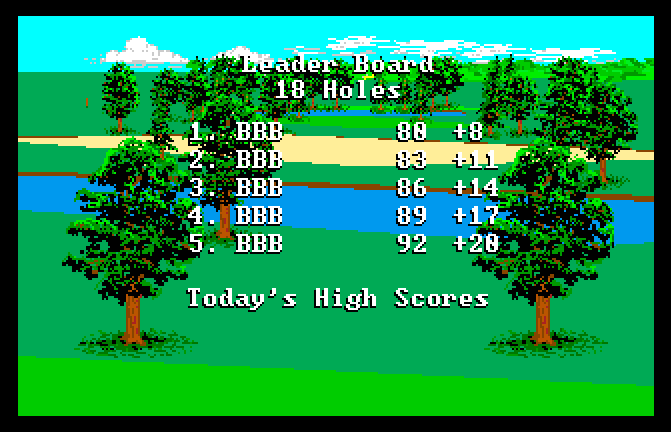 Leader Board
18 Holes
1. BBB 80 +8
2. BBB 83 +11
3. BBB 86 +14
4. BBB 89 +17
5. BBB 92 +20
Today's High Scores